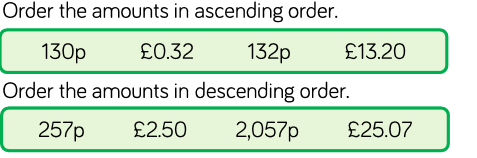 Order the amounts in ascending order.
130p £0.32 132p £13.20
Order the amounts in descending order.
257p £2.50 2,057p £25.07